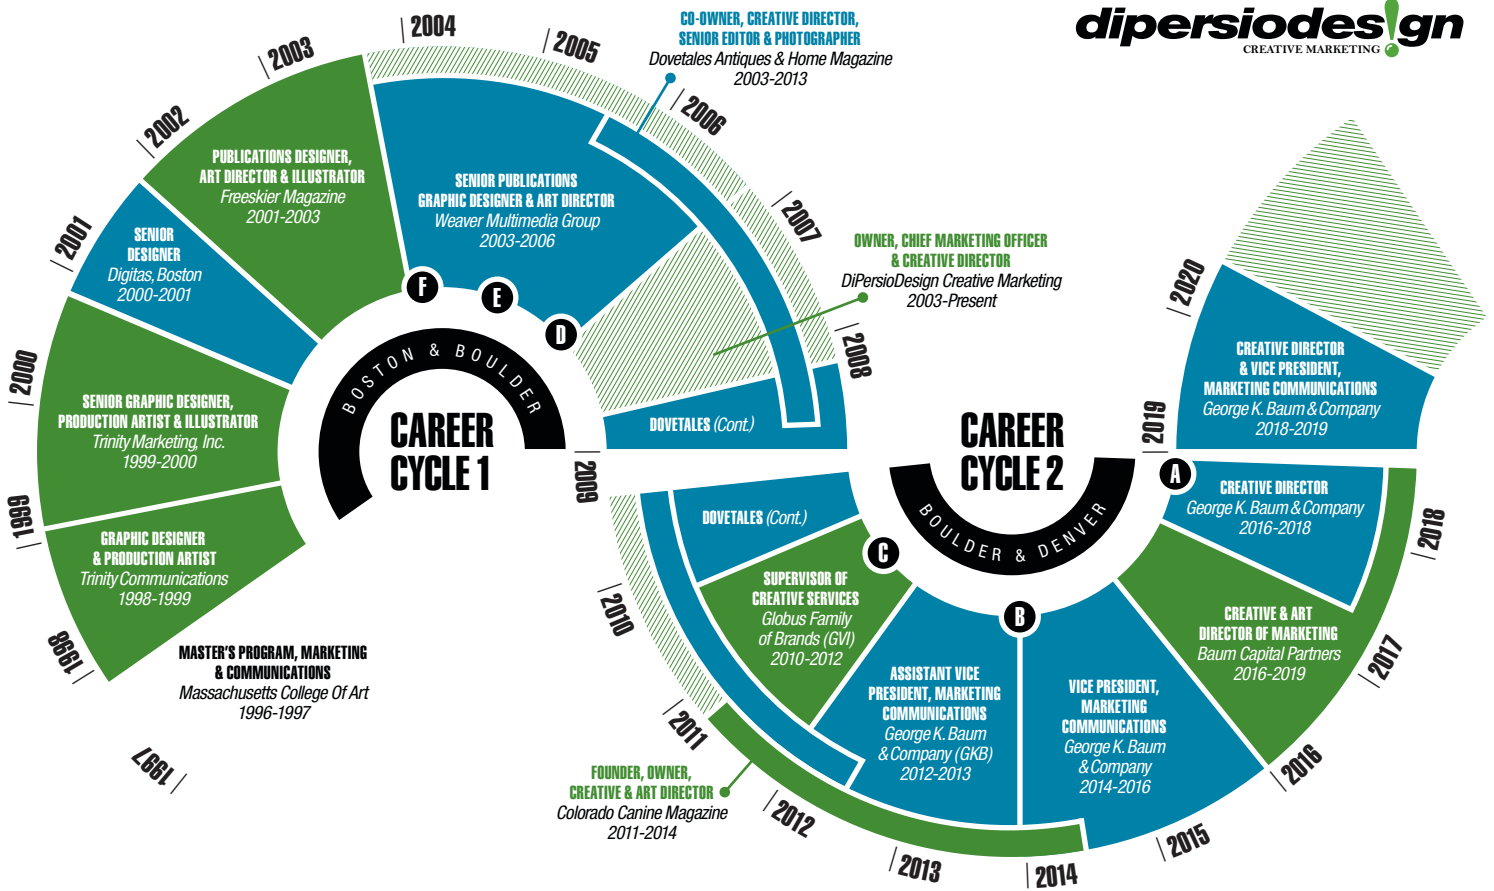 dipersiodes!gn
CREATIVE MARKETING
1997
1998
1999
2000
2001
2002
2003
2004
2005
2006
2007
2008
2009
MASTER'S PROGRAM, MARKETING
& COMMUNICATIONS
Massachusetts College Of Art
1996-1997
GRAPHIC DESIGNER
& PRODUCTION ARTIST
Trinity Communications
1998-1999
SENIOR GRAPHIC DESIGNER,
PRODUCTION ARTIST & ILLUSTRATOR
Trinity Marketing, Inc.
1999-2000
SENIOR
DESIGNER
Digitas, Boston
2000-2001
PUBLICATIONS DESIGNER,
ART DIRECTOR & ILLUSTRATOR
Freeskier Magazine
2001-2003
SENIOR PUBLICATIONS
GRAPHIC DESIGNER & ART DIRECTOR
Weaver Multimedia Group
2003-2006
CO-OWNER, CREATIVE DIRECTOR,
SENIOR EDITOR & PHOTOGRAPHER
Dovetales Antiques & Home Magazine
2003-2013
OWNER, CHIEF MARKETING OFFICER
& CREATIVE DIRECTOR
DiPersioDesign Creative Marketing
2003-Present
DOVETALES (Cont.)
F
E
D
BOSTON & BOULDER
CAREER
CYCLE 1
CAREER
CYCLE 2
BOULDER & DENVER
C
B
A
DOVETALES (Cont.)
SUPERVISOR OF
CREATIVE SERVICES
Globus Family
of Brands (GVI)
2010-2012
ASSISTANT VICE
PRESIDENT, MARKETING
COMMUNICATIONS
George K. Baum
& Company (GKB)
2012-2013
VICE PRESIDENT,
MARKETING
COMMUNICATIONS
George K. Baum
& Company
2014-2016
CREATIVE & ART
DIRECTOR OF MARKETING
Baum Capital Partners
2016-2019
CREATIVE DIRECTOR
George K. Baum & Company
2016-2018
CREATIVE DIRECTOR
& VICE PRESIDENT,
MARKETING COMMUNICATIONS
George K. Baum & Company
2018-2019
FOUNDER, OWNER,
CREATIVE & ART DIRECTOR
Colorado Canine Magazine
2011-2014
2010
2011
2012
2013
2014
2015
2016
2017
2018
2019
2020